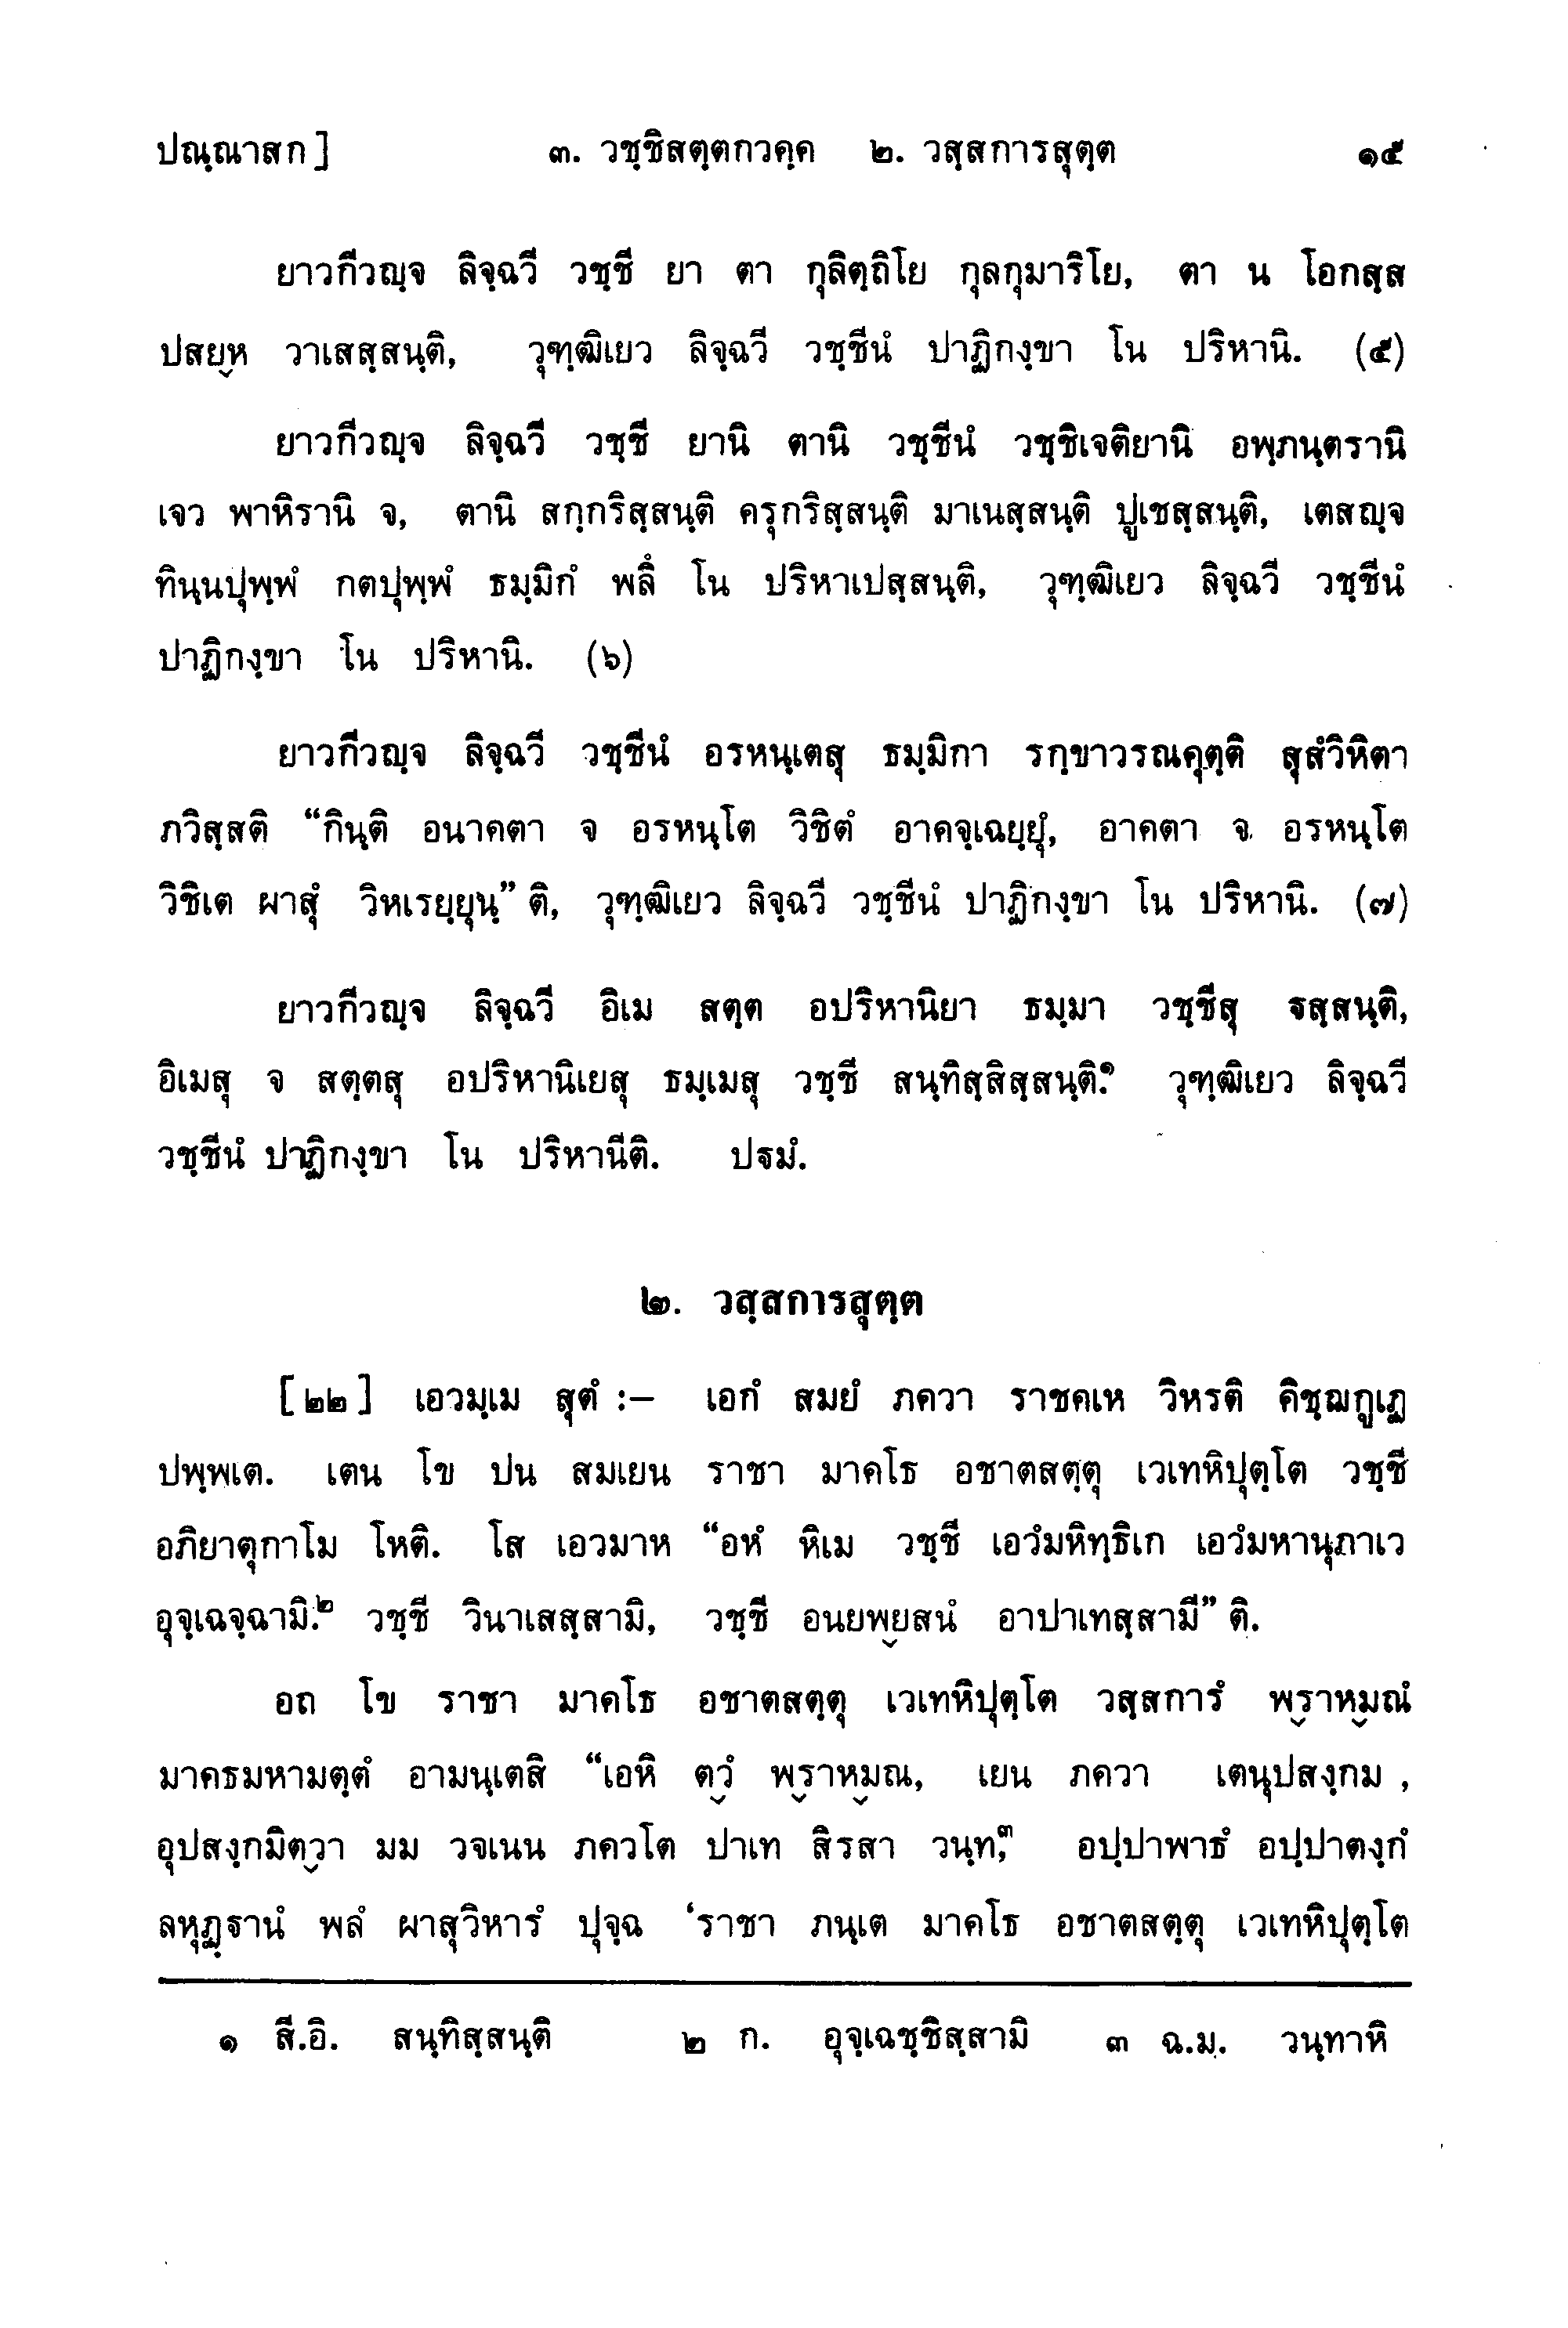 ปณฺณาสก] ๓. วชฺชิสตฺตกวคฺค ๒. วสฺสการสุตฺต ๑๕
ยาวกีวญฺจ ลิจฺฉวี วชฺชี ยา ตา กุลิตฺถิโย กุลกุมาริโย, ตา น โอกสฺส
ปสยฺห วาเสสฺสนฺติ, วุฑฺฒิเยว ลิจฺฉวี วชฺชีนํ ปาฏิกงฺขา โน ปริหานิ. (๕)
ยาวกีวญฺจ ลิจฺฉวี วชฺชี ยานิ ตานิ วชฺชีนํ วชฺชิเจติยานิ อพฺภนฺตรานิ
เจว พาหิรานิ จ, ตานิ สกฺกริสฺสนฺติ ครุกริสฺสนฺติ มาเนสฺสนฺติ ปูเชสฺสนฺติ, เตสญฺจ
ทินฺนปุพฺพํ กตปุพฺพํ ธมฺมิกํ พลึ โน ปริหาเปสฺสนฺติ, วุฑฺฒิเยว ลิจฺฉวี วชฺชีนํ
ปาฏิกงฺขา โน ปริหานิ. (๖)
ยาวกีวญฺจ ลิจฺฉวี วชฺชีนํ อรหนฺเตสุ ธมฺมิกา รกฺขาวรณคุตฺติ สุสํวิหิตา
ภวิสฺสติ “กินฺติ อนาคตา จ อรหนฺโต วิชิตํ อาคจฺเฉยฺยุํ, อาคตา จ อรหนฺโต
วิชิเต ผาสุํ วิหเรยฺยุนฺ” ติ, วุฑฺฒิเยว ลิจฺฉวี วชฺชีนํ ปาฏิกงฺขา โน ปริหานิ. (๗)
ยาวกีวญฺจ ลิจฺฉวี อิเม สตฺต อปริหานิยา ธมฺมา วชฺชีสุ ฐสฺสนฺติ,
อิเมสุ จ สตฺตสุ อปริหานิเยสุ ธมฺเมสุ วชฺชี สนฺทิสฺสิสฺสนฺติ.๑ วุฑฺฒิเยว ลิจฺฉวี
วชฺชีนํ ปาฏิกงฺขา โน ปริหานีติ. ปฐมํ.
๒. วสฺสการสุตฺต
[๒๒] เอวมฺเม สุตํ :– เอกํ สมยํ ภควา ราชคเห วิหรติ คิชฺฌกูเฏ
ปพฺพเต. เตน โข ปน สมเยน ราชา มาคโธ อชาตสตฺตุ เวเทหิปุตฺโต วชฺชี
อภิยาตุกาโม โหติ. โส เอวมาห “อหํ หิเม วชฺชี เอวํมหิทฺธิเก เอวํมหานุภาเว
อุจฺเฉจฺฉามิ.๒ วชฺชี วินาเสสฺสามิ, วชฺชี อนยพฺยสนํ อาปาเทสฺสามี” ติ.
อถ โข ราชา มาคโธ อชาตสตฺตุ เวเทหิปุตฺโต วสฺสการํ พฺราหฺมณํ
มาคธมหามตฺตํ อามนฺเตสิ “เอหิ ตฺวํ พฺราหฺมณ, เยน ภควา เตนุปสงฺกม ,
อุปสงฺกมิตฺวา มม วจเนน ภควโต ปาเท สิรสา วนฺท,๓ อปฺปาพาธํ อปฺปาตงฺกํ
ลหุฏฺฐานํ พลํ ผาสุวิหารํ ปุจฺฉ ‘ราชา ภนฺเต มาคโธ อชาตสตฺตุ เวเทหิปุตฺโต
๑ สี.อิ. สนฺทิสฺสนฺติ ๒ ก. อุจฺเฉชฺชิสฺสามิ ๓ ฉ.ม. วนฺทาหิ